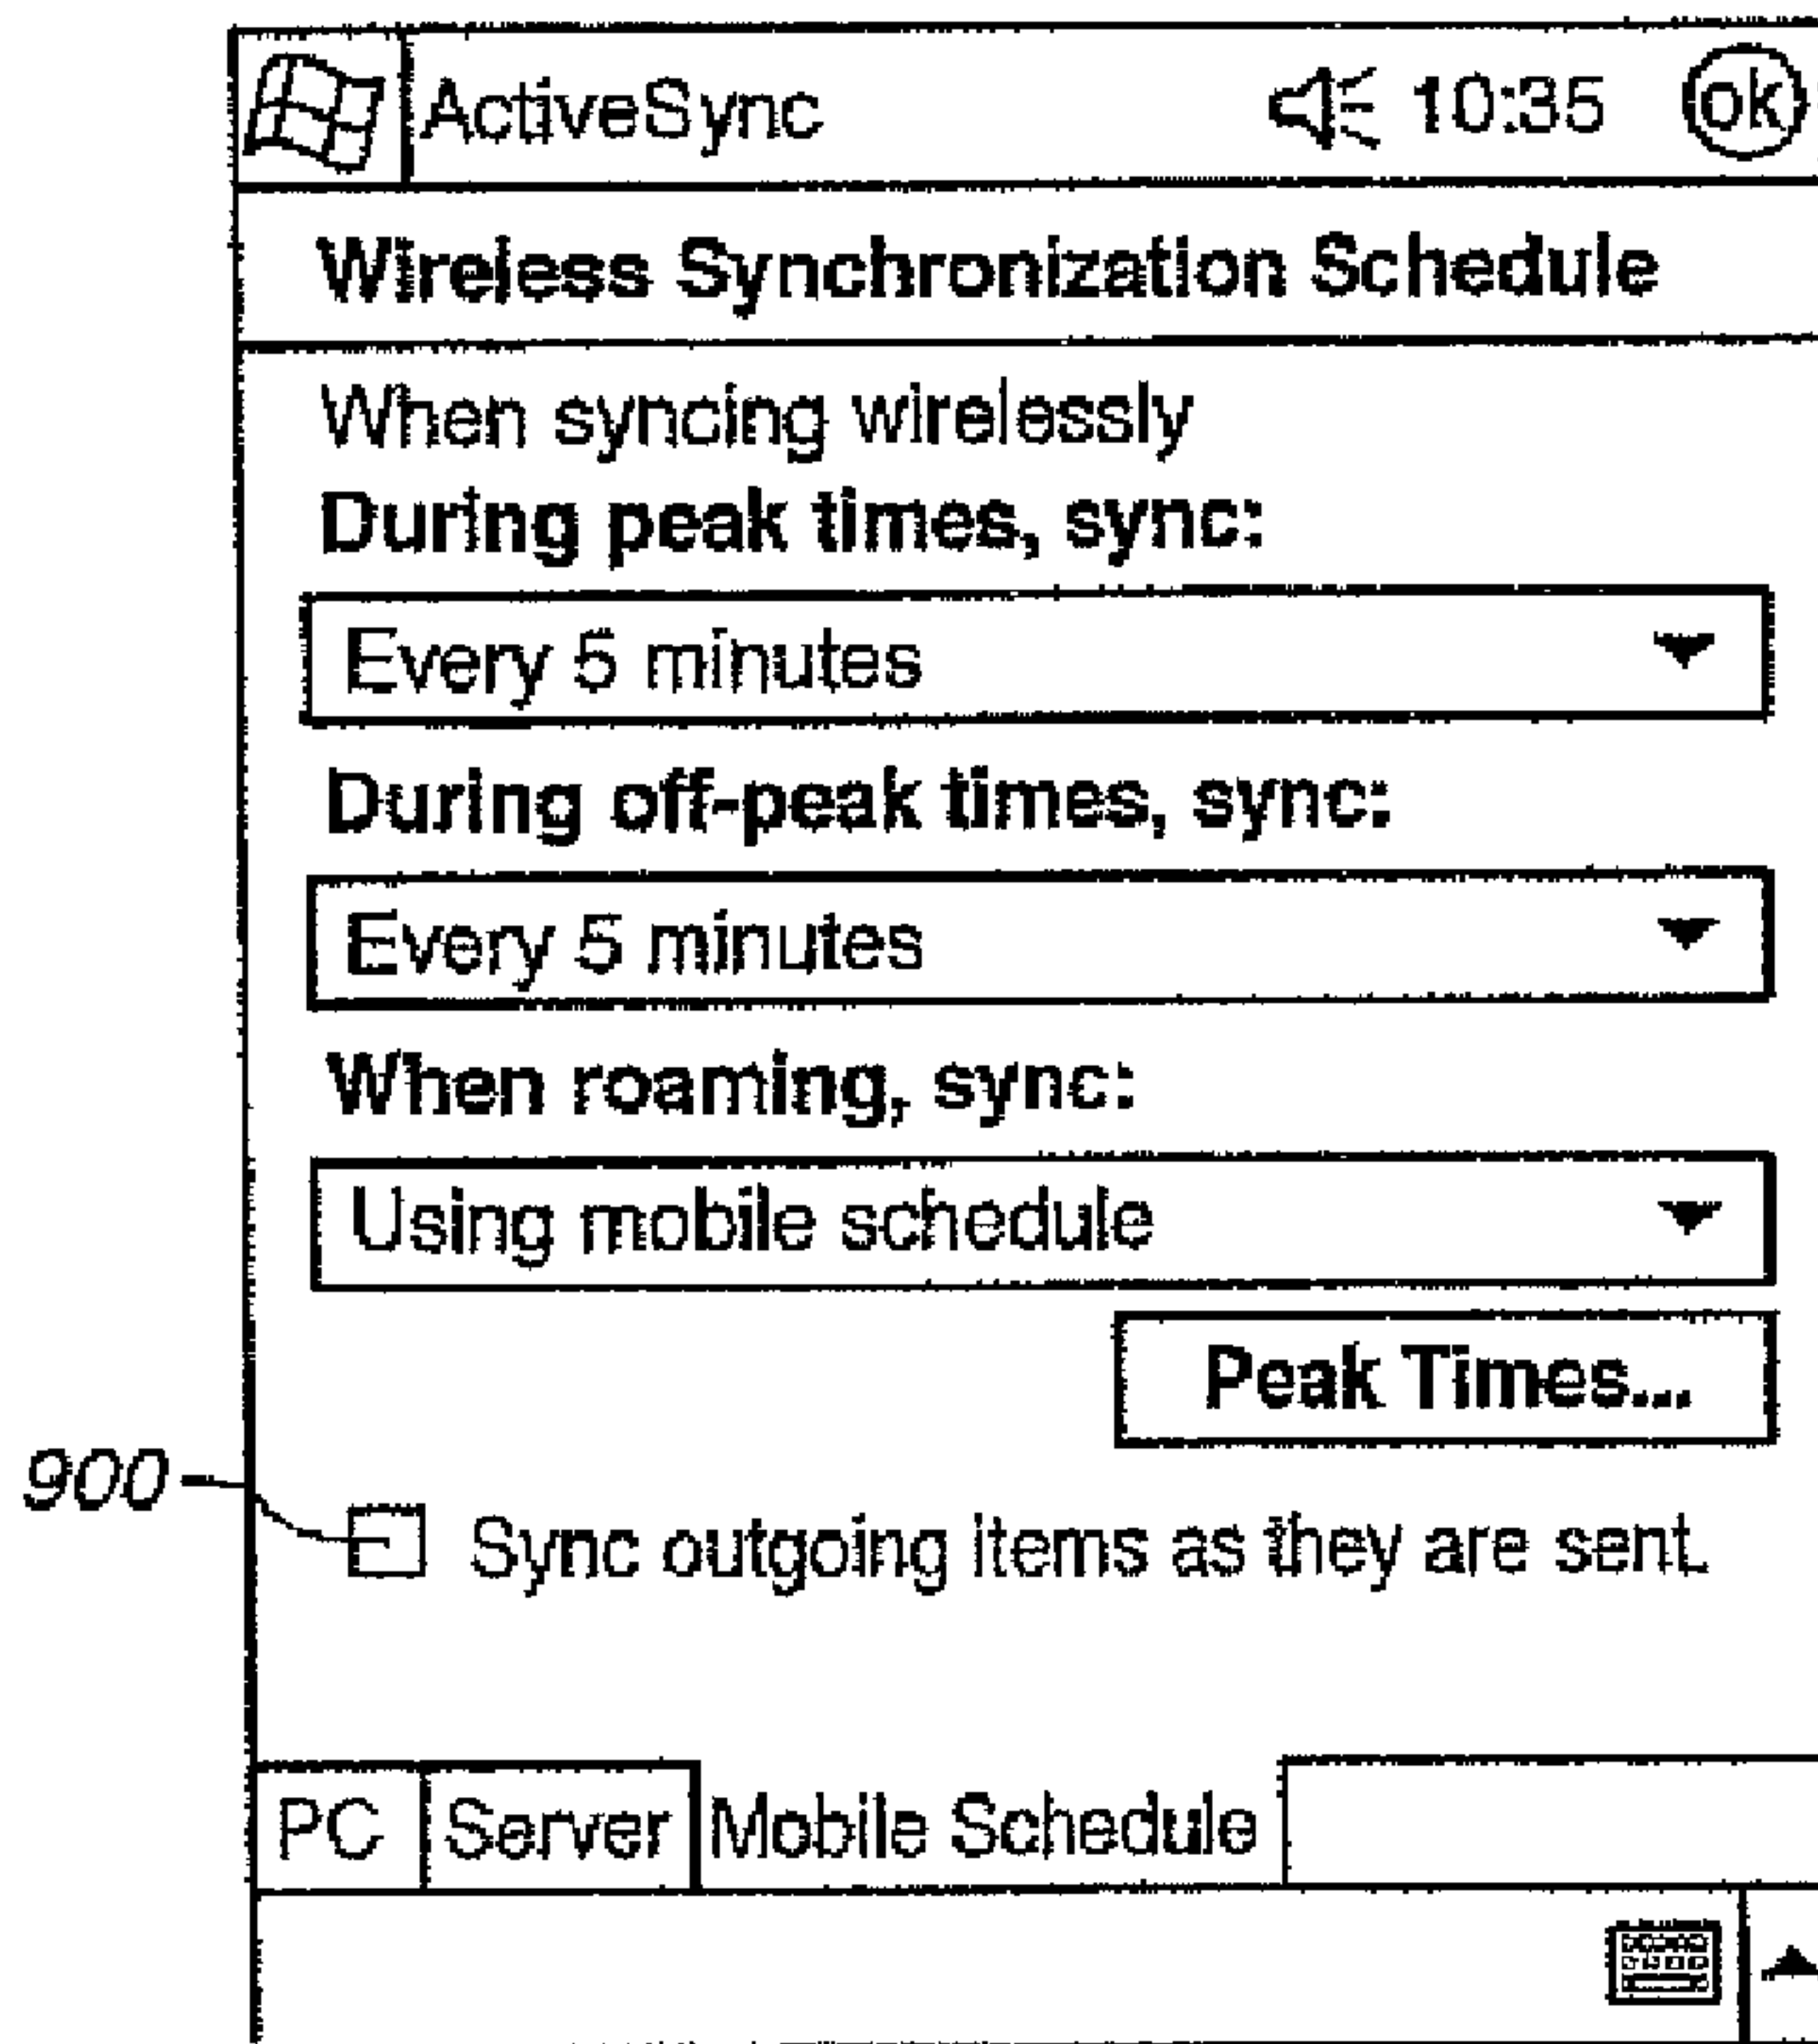 ActiveSync 10:35 ok
Wireless Synchronization Schedule
When syncing wirelessly
During peak times, sync:
Every 5 minutes
During off-peak times, sync:
Every 5 minutes
When roaming, sync:
Using mobile schedule
Peak Times...
900
Sync outgoing items as they are sent
PC Server Mobile Schedule